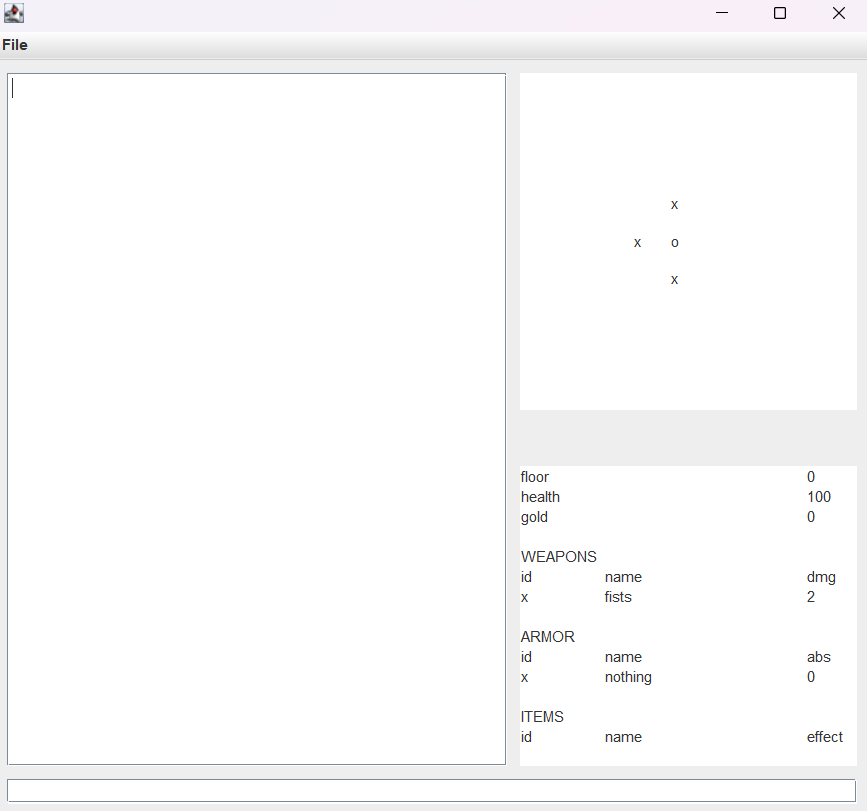 File
x
x o
x
floor 0
health 100
gold 0
WEAPONS
id name dmg
x fists 2
ARMOR
id name abs
x nothing 0
ITEMS
id name effect